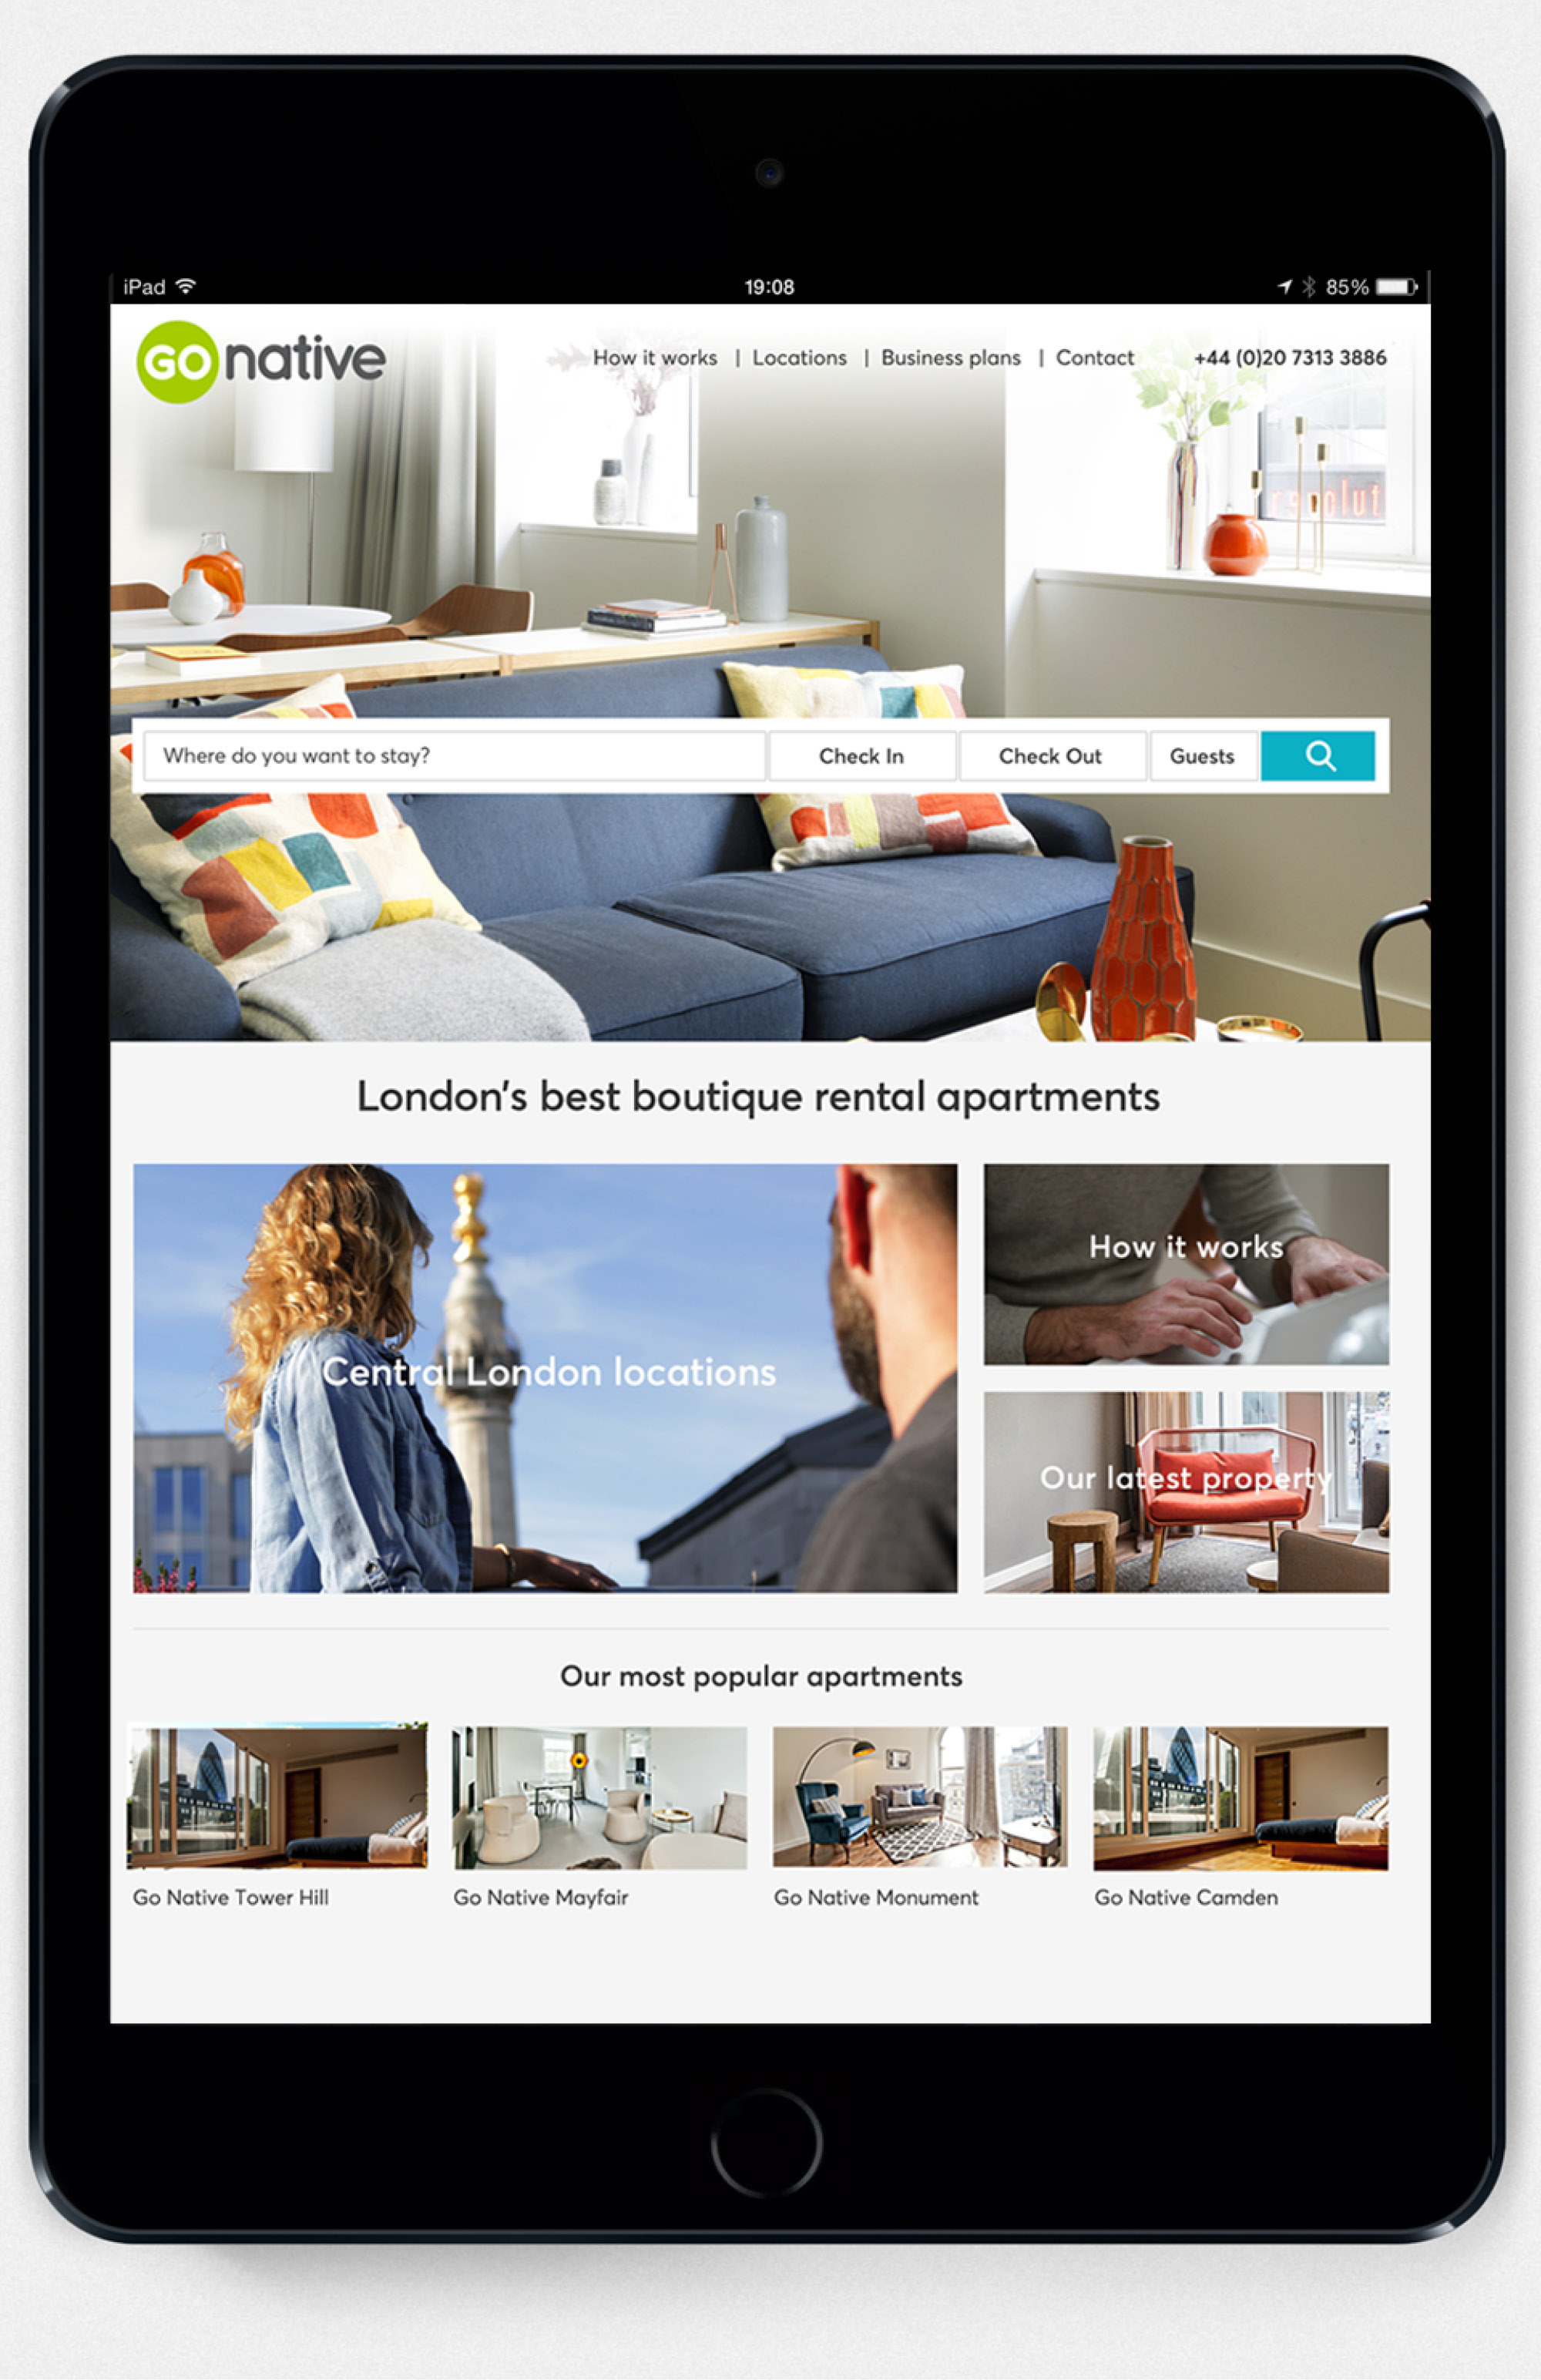 iPad 19:08 85%
GO native
How it works | Locations | Business plans | Contact +44 (0)20 7313 3886
Where do you want to stay? Check In Check Out Guests
London's best boutique rental apartments
Central London locations
How it works
Our latest property
Our most popular apartments
Go Native Tower Hill
Go Native Mayfair
Go Native Monument
Go Native Camden